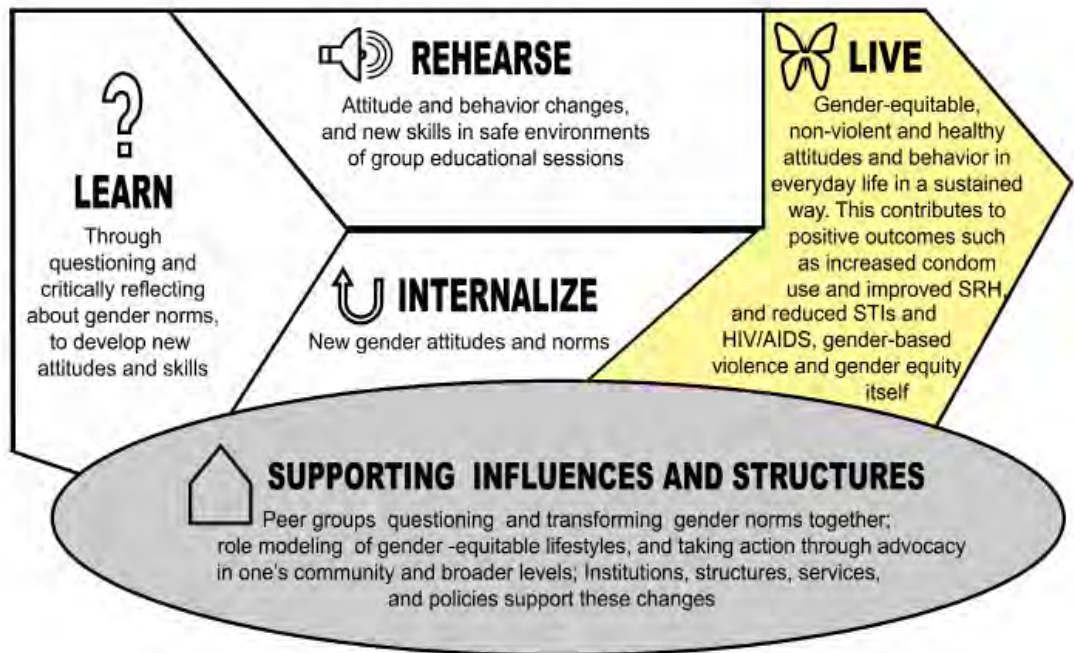 LEARN
Through
questioning and
critically reflecting
about gender norms,
to develop new
attitudes and skills
REHEARSE
Attitude and behavior changes,
and new skills in safe environments
of group educational sessions
INTERNALIZE
New gender attitudes and norms
LIVE
Gender-equitable,
non-violent and healthy
attitudes and behavior in
everyday life in a sustained
way. This contributes to
positive outcomes such
as increased condom
use and improved SRH,
and reduced STIs and
HIV/AIDS, gender-based
violence and gender equity
itself
SUPPORTING INFLUENCES AND STRUCTURES
Peer groups questioning and transforming gender norms together;
role modeling of gender -equitable lifestyles, and taking action through advocacy
in one's community and broader levels; Institutions, structures, services,
and policies support these changes